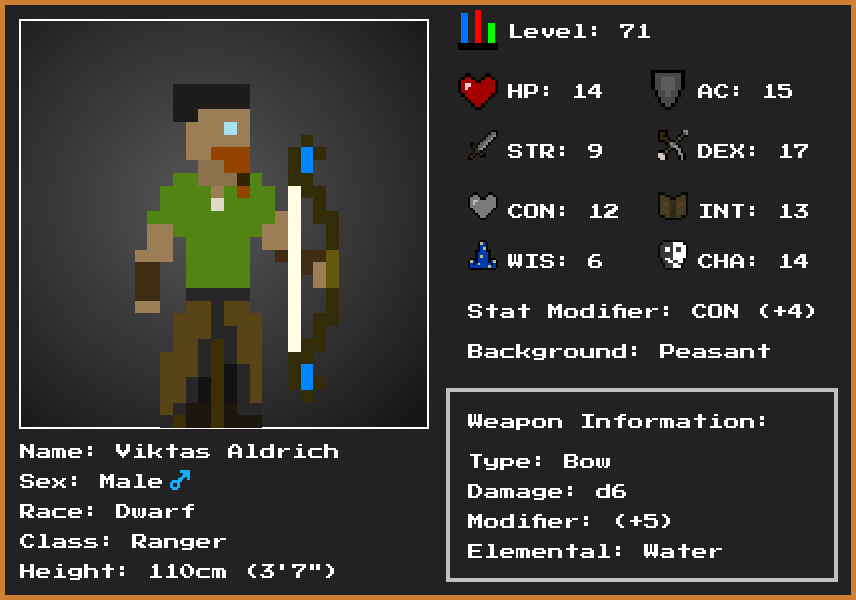 Level: 71
HP: 14 AC: 15
STR: 9 DEX: 17
CON: 12 INT: 13
WIS: 6 CHA: 14
Stat Modifier: CON (+4)
Background: Peasant
Weapon Information:
Type: Bow
Damage: d6
Modifier: (+5)
Elemental: Water
Name: Viktas Aldrich
Sex: Male ♂
Race: Dwarf
Class: Ranger
Height: 110cm (3'7")